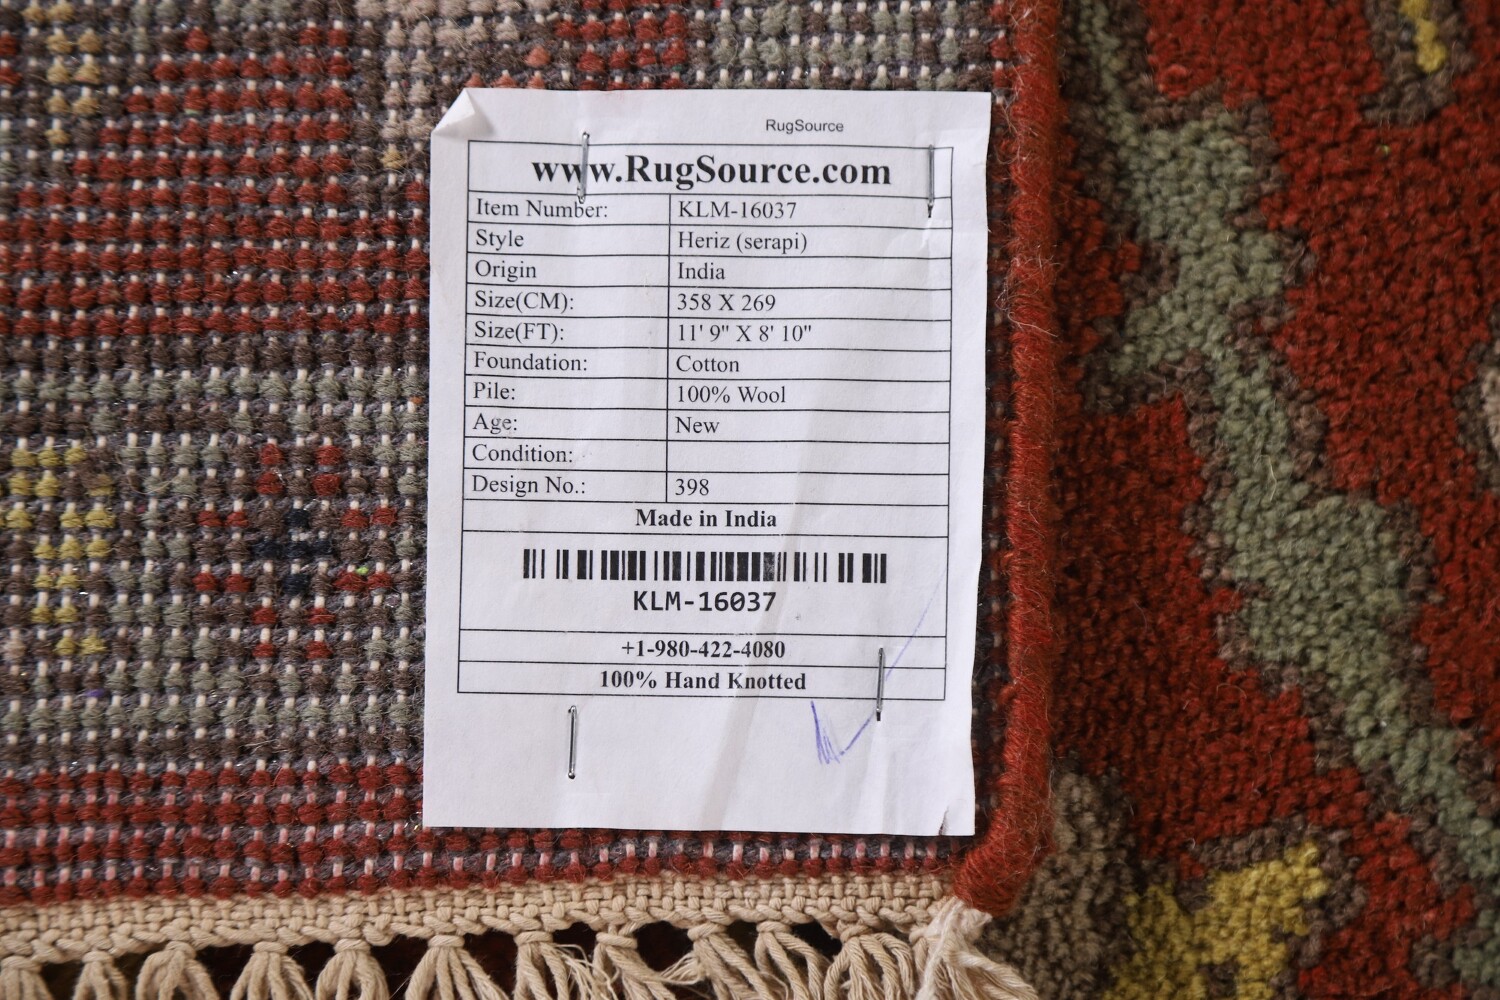 RugSource
www.RugSource.com
Item Number: KLM-16037
Style Heriz (serapi)
Origin India
Size(CM): 358 X 269
Size(FT): 11' 9" X 8' 10"
Foundation: Cotton
Pile: 100% Wool
Age: New
Condition:
Design No.: 398
Made in India
KLM-16037
+1-980-422-4080
100% Hand Knotted